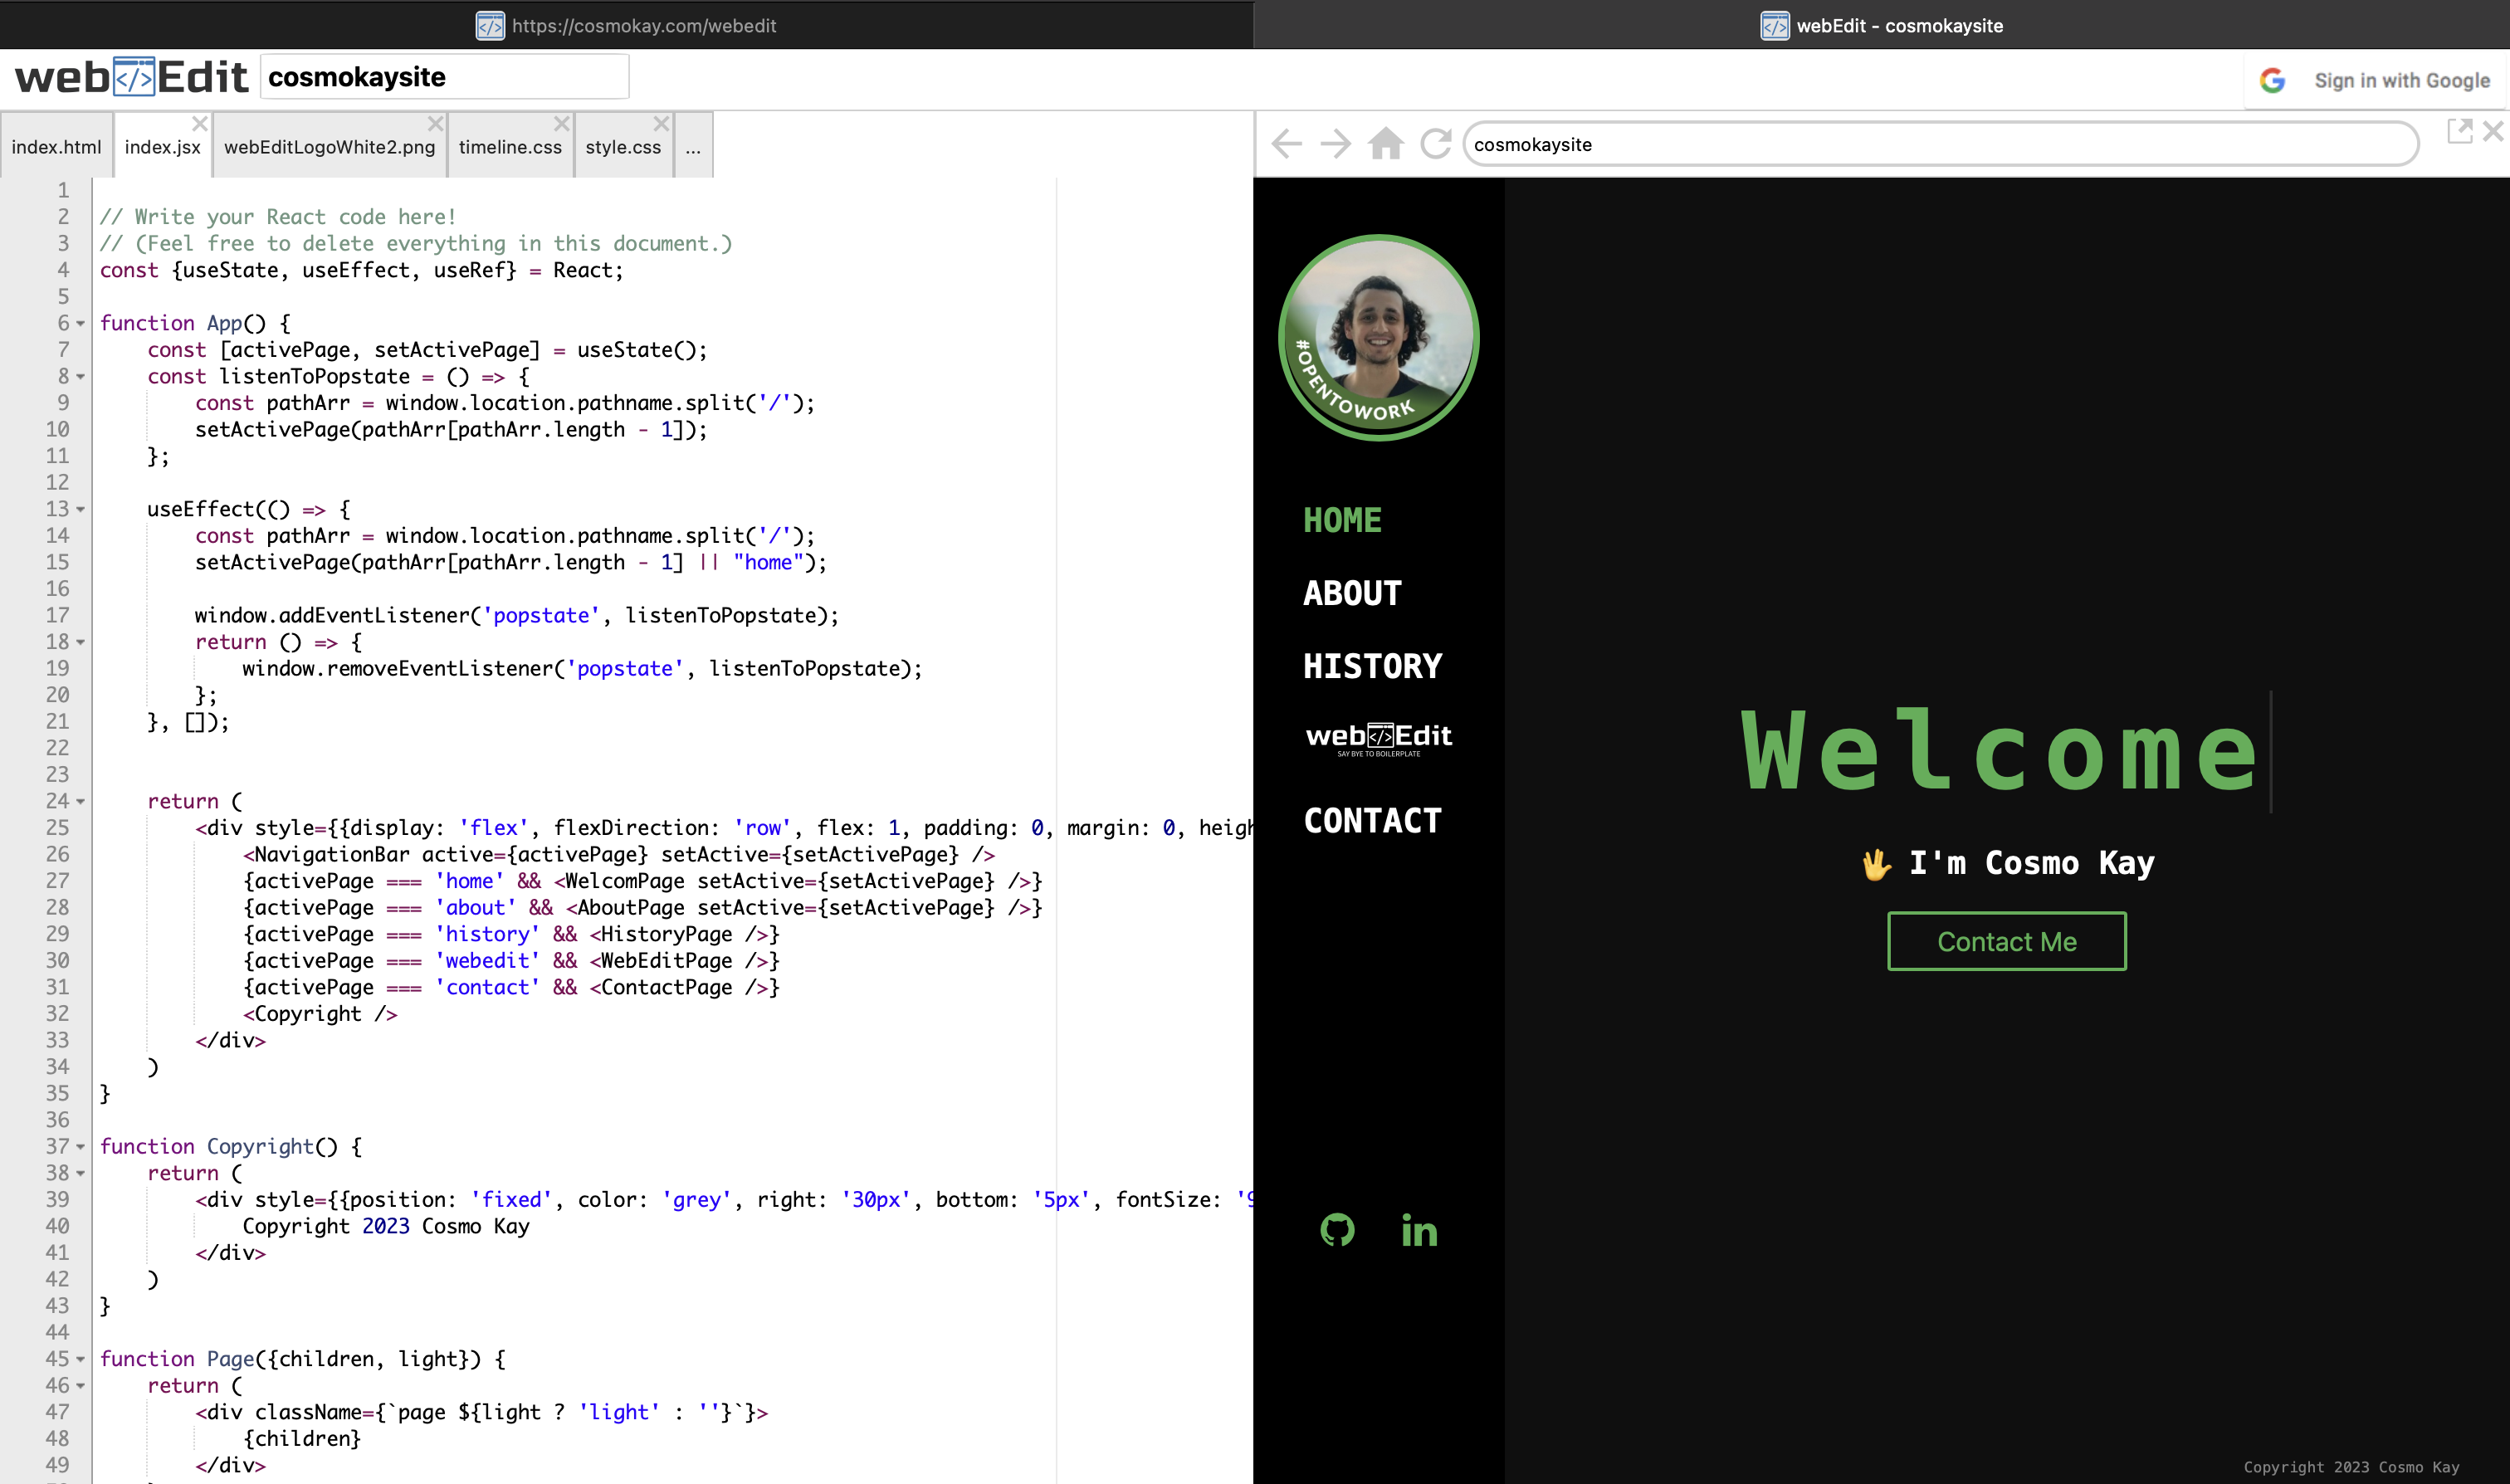 https://cosmokay.com/webedit
webEdit - cosmokaysite
web</>Edit
cosmokaysite
Sign in with Google
index.html
index.jsx
webEditLogoWhite2.png
timeline.css
style.css
...
1
2 // Write your React code here!
3 // (Feel free to delete everything in this document.)
4 const {useState, useEffect, useRef} = React;
5
6 function App() {
7     const [activePage, setActivePage] = useState();
8     const listenToPopstate = () => {
9         const pathArr = window.location.pathname.split('/');
10         setActivePage(pathArr[pathArr.length - 1]);
11     };
12
13     useEffect(() => {
14         const pathArr = window.location.pathname.split('/');
15         setActivePage(pathArr[pathArr.length - 1] || "home");
16
17         window.addEventListener('popstate', listenToPopstate);
18         return () => {
19             window.removeEventListener('popstate', listenToPopstate);
20         };
21     }, []);
22
23
24     return (
25         <div style={{display: 'flex', flexDirection: 'row', flex: 1, padding: 0, margin: 0, heigh
26             <NavigationBar active={activePage} setActive={setActivePage} />
27             {activePage === 'home' && <WelcomPage setActive={setActivePage} />}
28             {activePage === 'about' && <AboutPage setActive={setActivePage} />}
29             {activePage === 'history' && <HistoryPage />}
30             {activePage === 'webedit' && <WebEditPage />}
31             {activePage === 'contact' && <ContactPage />}
32             <Copyright />
33         </div>
34     )
35 }
36
37 function Copyright() {
38     return (
39         <div style={{position: 'fixed', color: 'grey', right: '30px', bottom: '5px', fontSize: '9
40             Copyright 2023 Cosmo Kay
41         </div>
42     )
43 }
44
45 function Page({children, light}) {
46     return (
47         <div className={`page ${light ? 'light' : ''}`}>
48             {children}
49         </div>
cosmokaysite
#OPENTOWORK
HOME
ABOUT
HISTORY
web</>Edit
SAY BYE TO BOILERPLATE
CONTACT
in
Welcome
🖖 I'm Cosmo Kay
Contact Me
Copyright 2023 Cosmo Kay